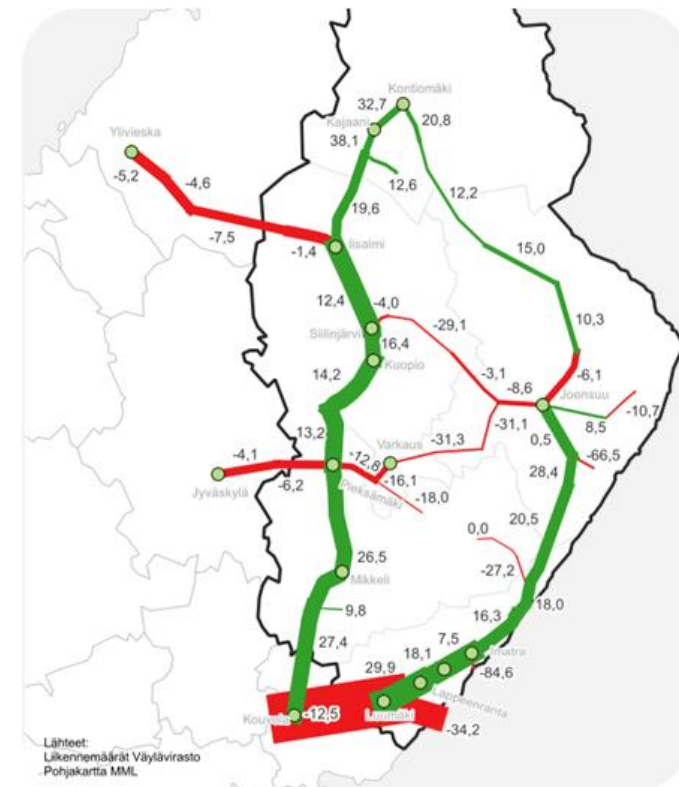 Kontiomäki
32,7
20,8
Kajaani
38,1
Ylivieska
-5,2
-4,6
12,6
12,2
19,6
-7,5
-1,4
Iisalmi
15,0
12,4
-4,0
10,3
Siilinjärvi
-29,1
16,4
Kuopio
-3,1
-6,1
14,2
-8,6
Joensuu
-10,7
-31,1
8,5
13,2
Varkaus
-31,3
0,5
-66,5
-4,1
-12,8
28,4
-6,2
-16,1
Jyväskylä
Pieksämäki
-18,0
20,5
0,0
26,5
-27,2
Mikkeli
9,8
18,0
16,3
27,4
7,5
18,1
Imatra
29,9
-84,6
Lappeenranta
Kouvola
-12,5
Luumäki
-34,2
Lähteet:
Liikennemäärät Väylävirasto
Pohjakartta MML